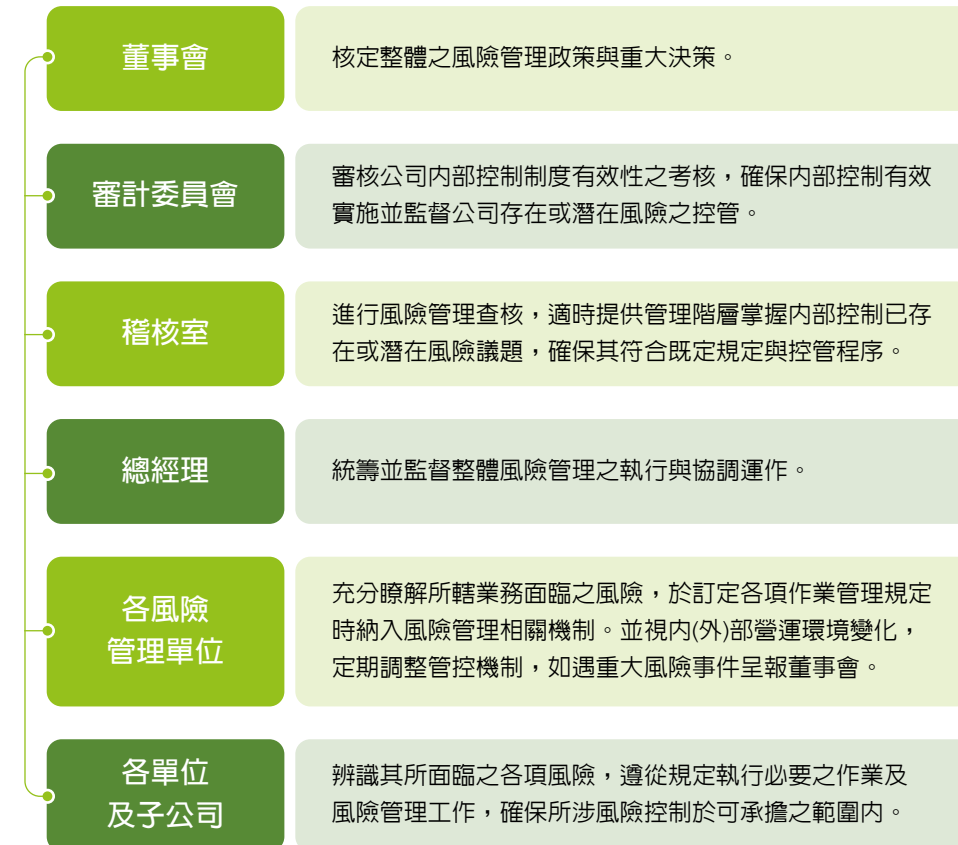 董事會
核定整體之風險管理政策與重大決策。
審計委員會
審核公司內部控制制度有效性之考核,確保內部控制有效
實施並監督公司存在或潛在風險之控管。
稽核室
進行風險管理查核,適時提供管理階層掌握內部控制已存
在或潛在風險議題,確保其符合既定規定與控管程序。
總經理
統籌並監督整體風險管理之執行與協調運作。
各風險
管理單位
充分瞭解所轄業務面臨之風險,於訂定各項作業管理規定
時納入風險管理相關機制。並視內(外)部營運環境變化,
定期調整管控機制,如遇重大風險事件呈報董事會。
各單位
及子公司
辨識其所面臨之各項風險,遵從規定執行必要之作業及
風險管理工作,確保所涉風險控制於可承擔之範圍內。